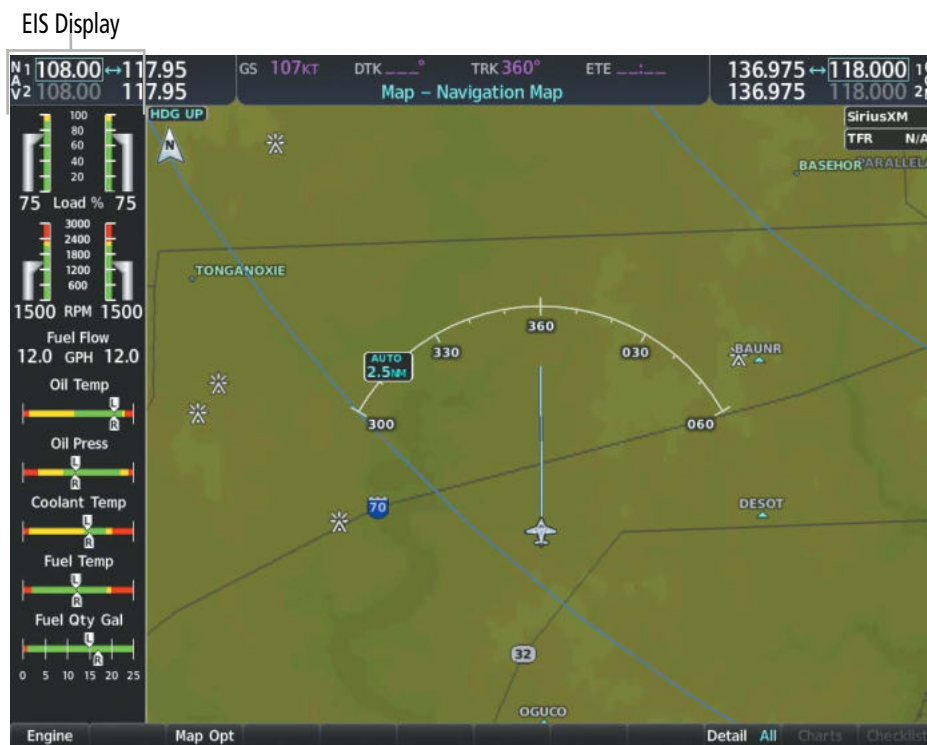 EIS Display
N 1 108.00 ↔ 117.95
A
V 2 108.00 117.95
GS 107KT DTK ___° TRK 360° ETE __:__
Map – Navigation Map
136.975 ↔ 118.000 1
136.975 118.000 2
HDG UP
N
SiriusXM
TFR N/A
BASEHOR
TONGANOXIE
BAUNR
DESOT
OGUCO
360
330
030
300
060
AUTO
2.5NM
70
32
100
80
60
40
20
75 Load % 75
3000
2400
1800
1200
600
1500 RPM 1500
Fuel Flow
12.0 GPH 12.0
Oil Temp
L
R
Oil Press
L
R
Coolant Temp
L
R
Fuel Temp
L
R
Fuel Qty Gal
L
R
0 5 10 15 20 25
Engine Map Opt Detail All Charts Checklist